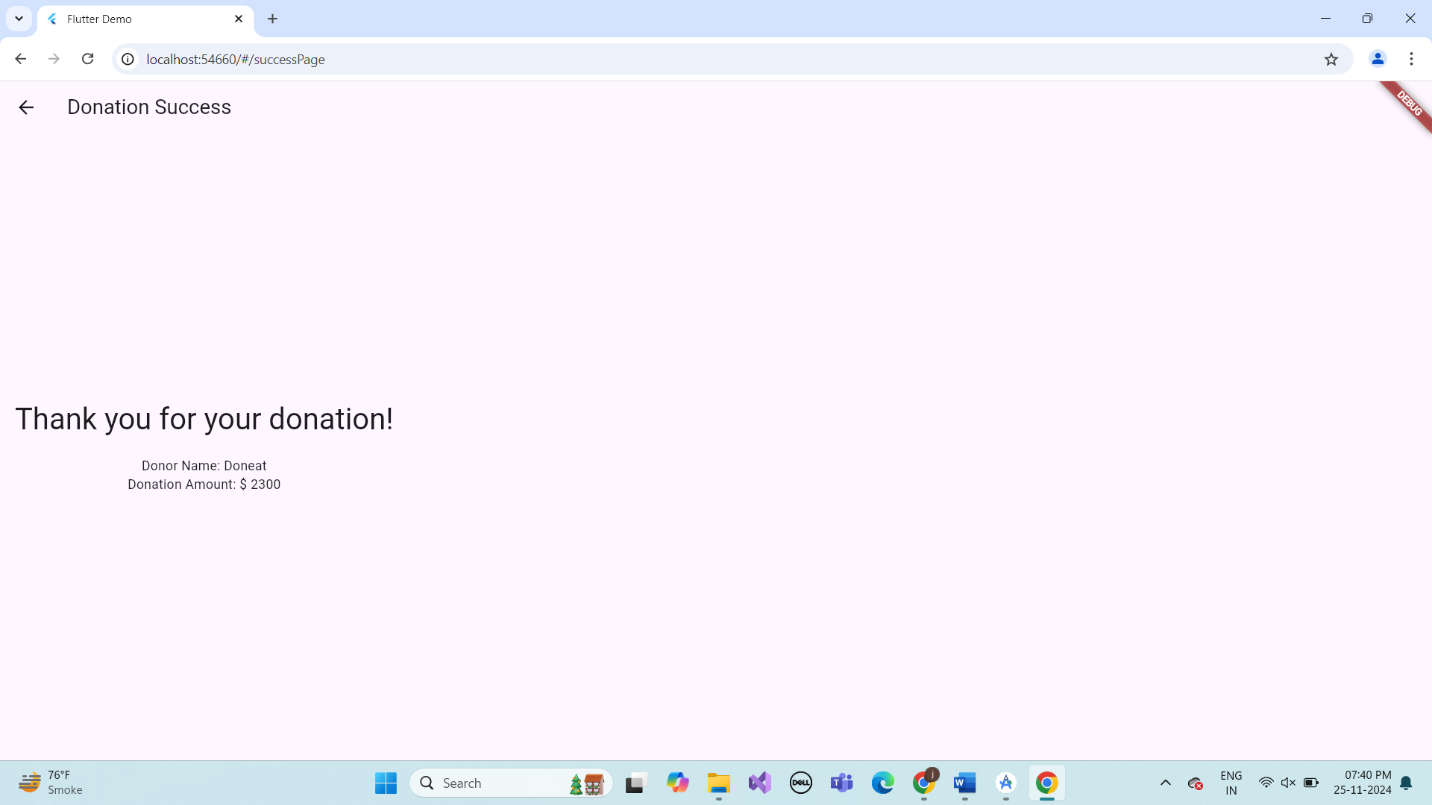 Flutter Demo
localhost:54660/#/successPage
Donation Success
DEBUG
Thank you for your donation!
Donor Name: Doneat
Donation Amount: $ 2300
76°F
Smoke
Search
DELL
j
ENG
IN
07:40 PM
25-11-2024